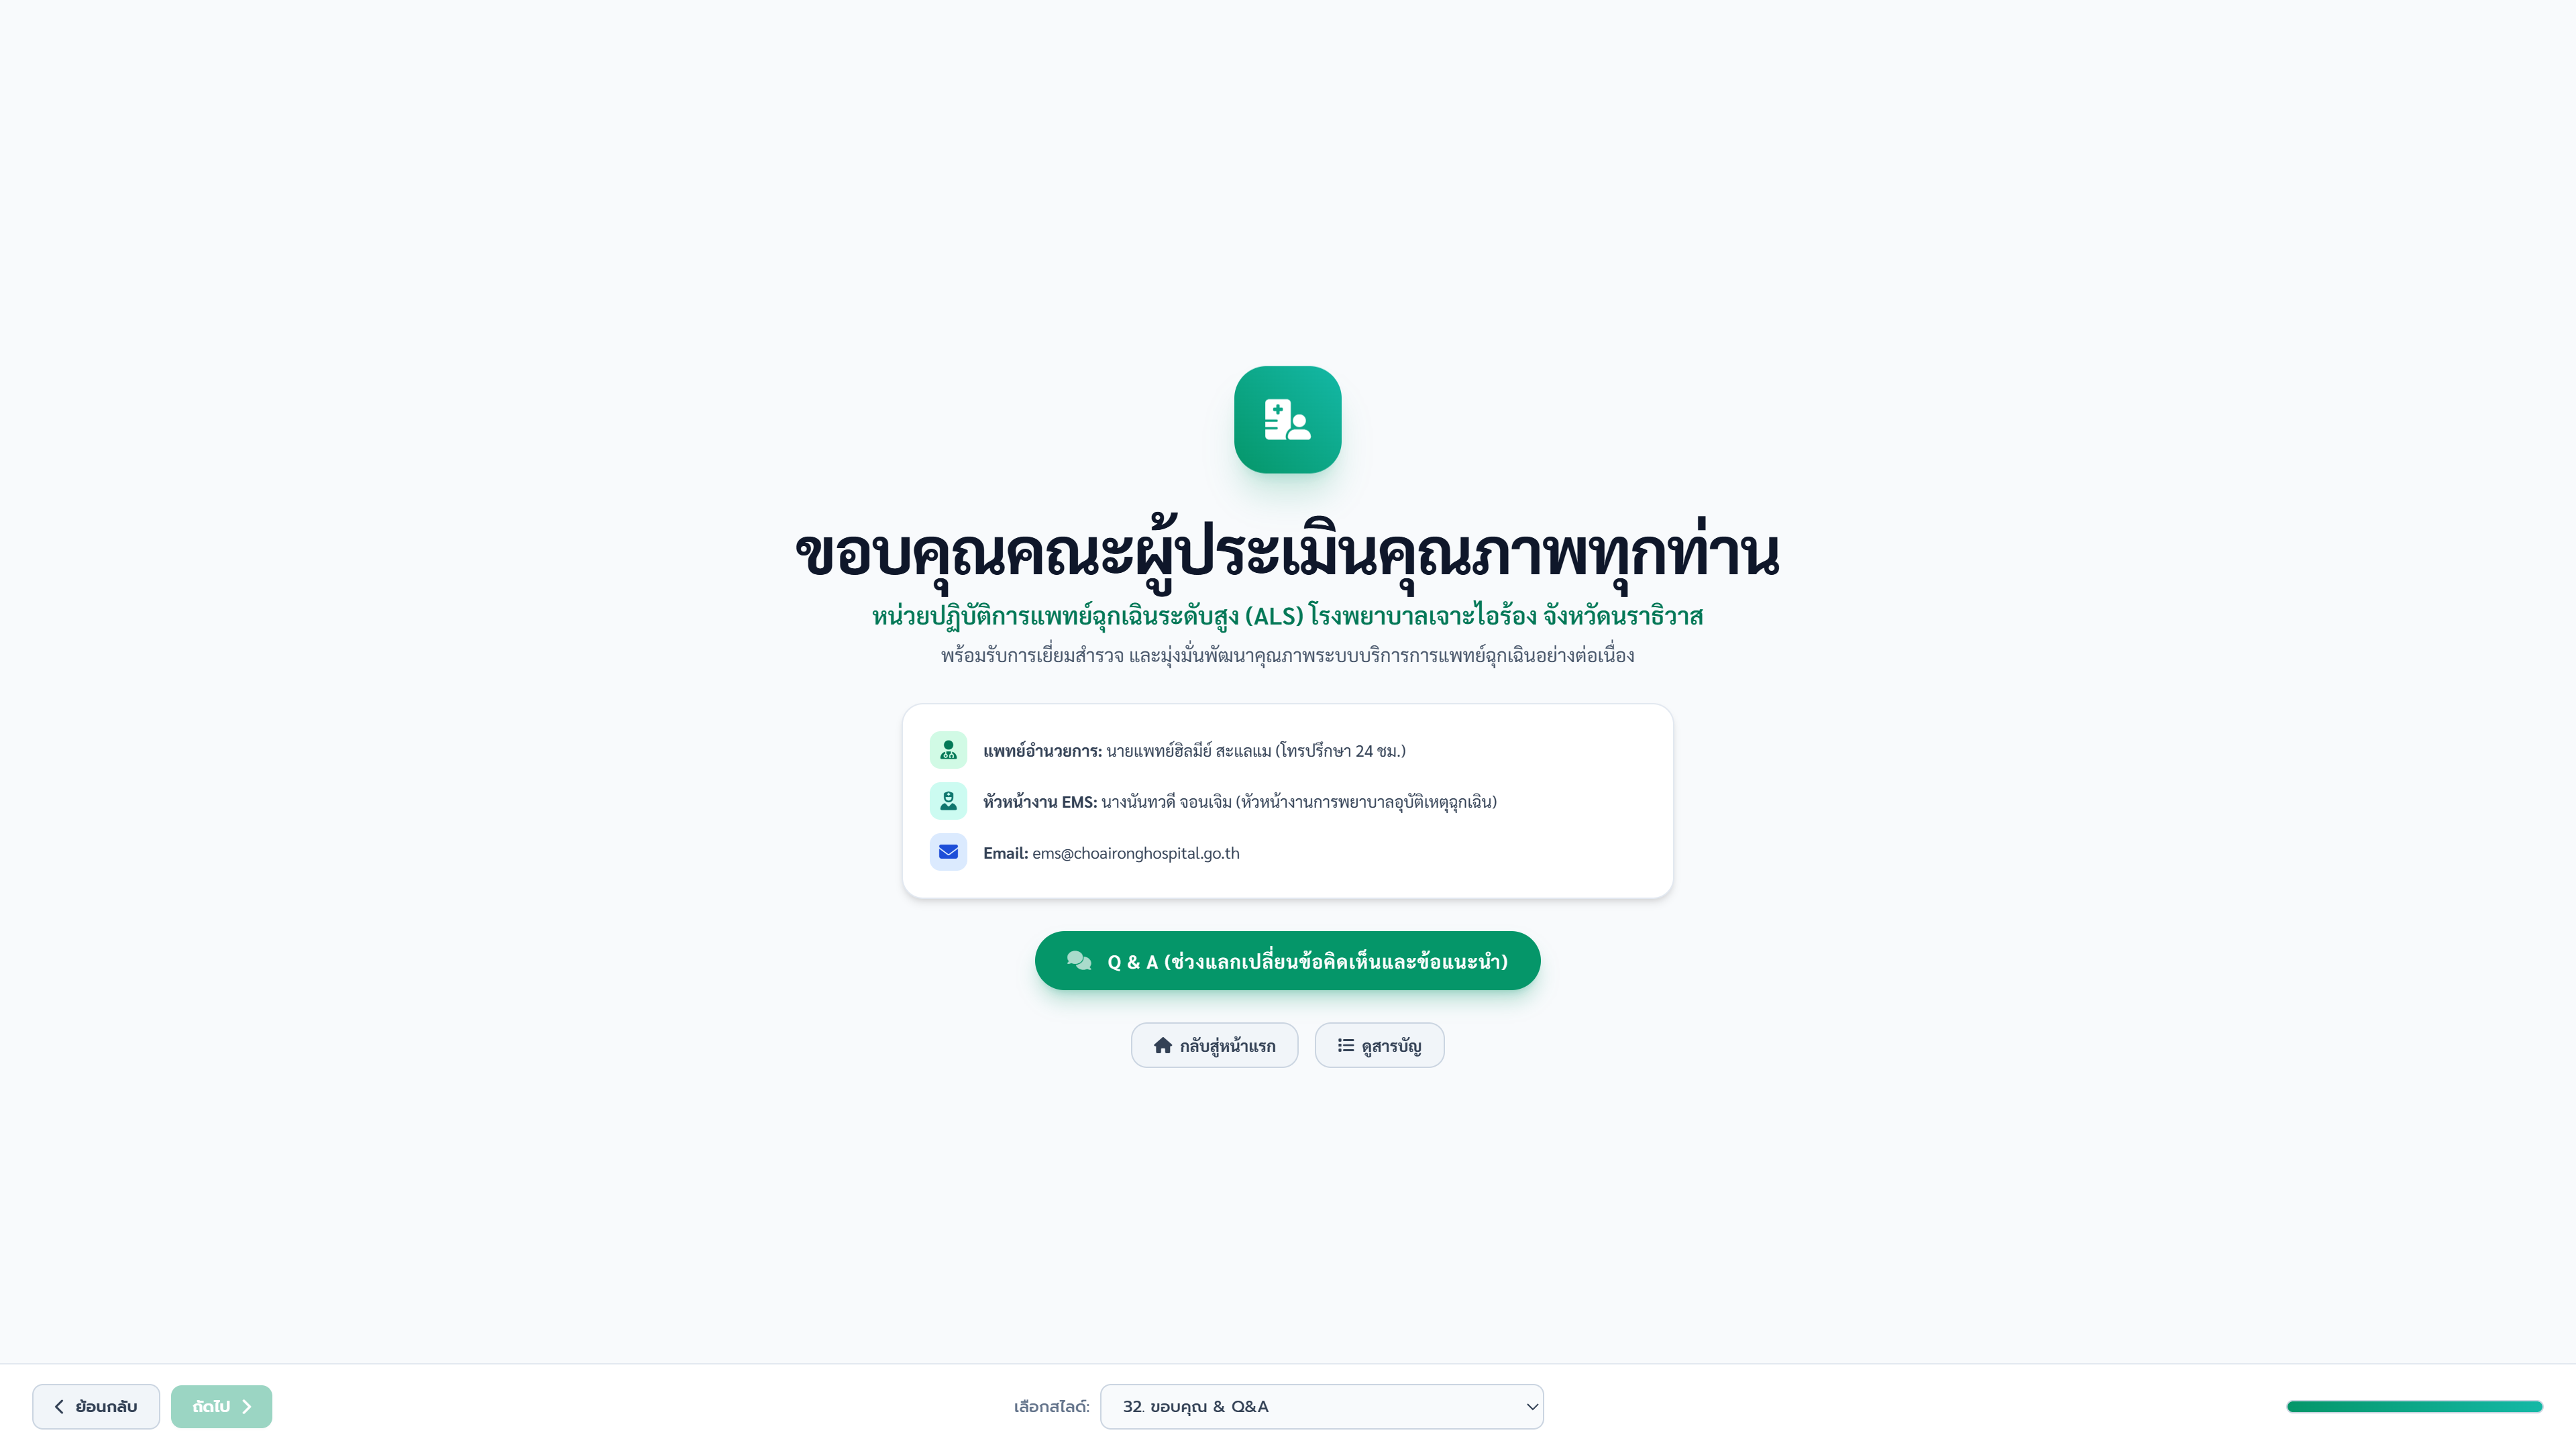 ขอบคุณคณะผู้ประเมินคุณภาพทุกท่าน
หน่วยปฏิบัติการแพทย์ฉุกเฉินระดับสูง (ALS) โรงพยาบาลเจาะไอร้อง จังหวัดนราธิวาส
พร้อมรับการเยี่ยมสำรวจ และมุ่งมั่นพัฒนาคุณภาพระบบบริการการแพทย์ฉุกเฉินอย่างต่อเนื่อง
แพทย์อำนวยการ: นายแพทย์ฮิลมีย์ สะแลแม (โทรปรึกษา 24 ชม.)
หัวหน้างาน EMS: นางนันทวดี จอนเจิม (หัวหน้างานการพยาบาลอุบัติเหตุฉุกเฉิน)
Email: ems@choaironghospital.go.th
Q & A (ช่วงแลกเปลี่ยนข้อคิดเห็นและข้อแนะนำ)
กลับสู่หน้าแรก
ดูสารบัญ
ย้อนกลับ
ถัดไป
เลือกสไลด์:
32. ขอบคุณ & Q&A